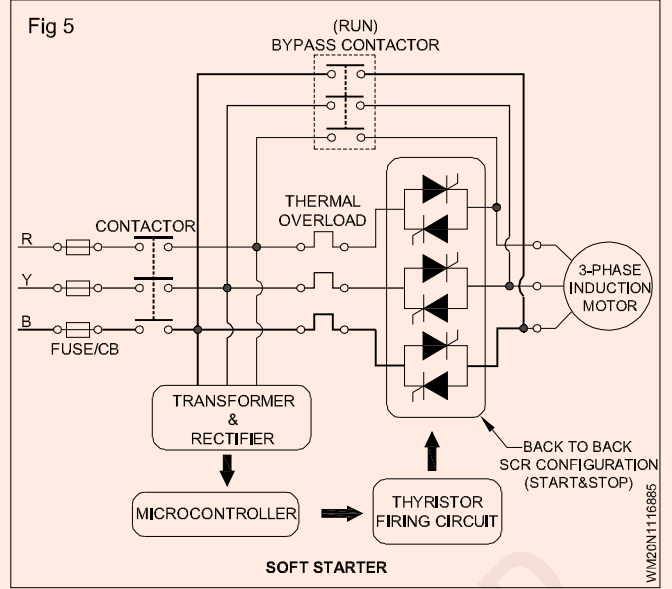 Fig 5
(RUN)
BYPASS CONTACTOR
THERMAL
OVERLOAD
CONTACTOR
R
Y
B
FUSE/CB
3-PHASE
INDUCTION
MOTOR
TRANSFORMER
&
RECTIFIER
BACK TO BACK
SCR CONFIGURATION
(START&STOP)
MICROCONTROLLER
THYRISTOR
FIRING CIRCUIT
SOFT STARTER
WM20N1116885